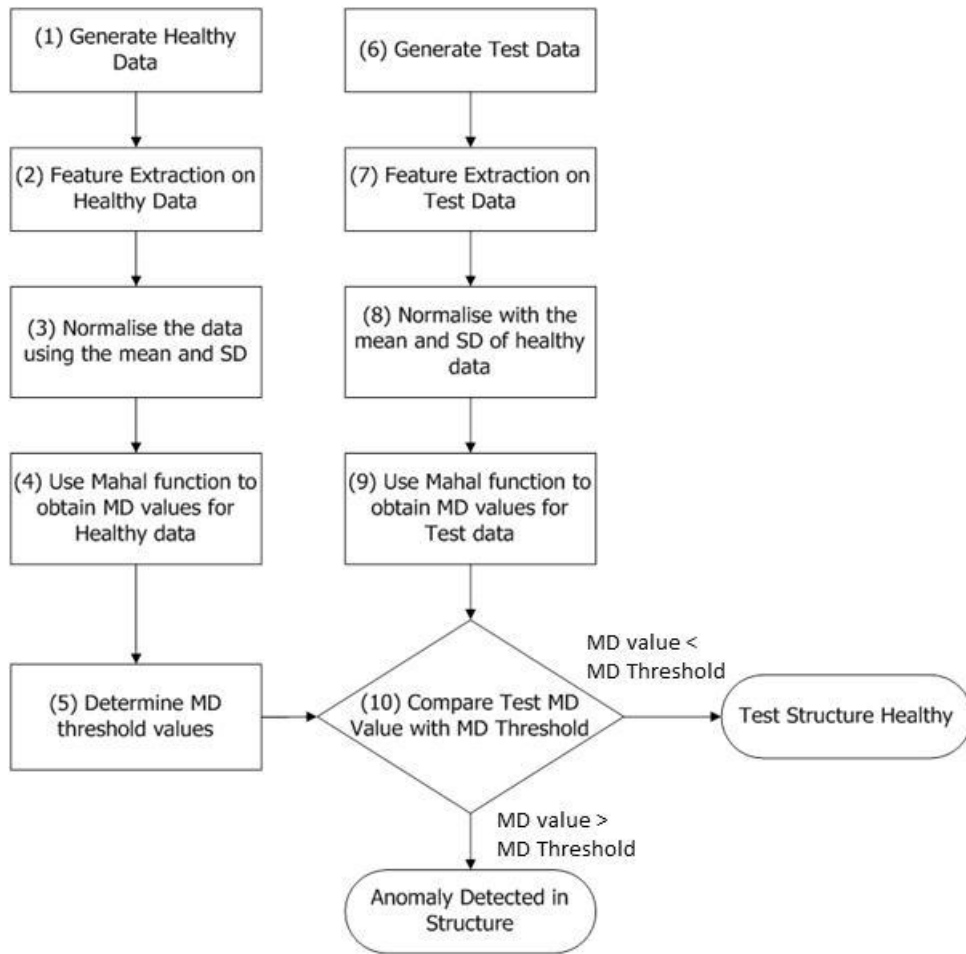 (1) Generate Healthy
Data
(2) Feature Extraction on
Healthy Data
(3) Normalise the data
using the mean and SD
(4) Use Mahal function to
obtain MD values for
Healthy data
(5) Determine MD
threshold values
(6) Generate Test Data
(7) Feature Extraction on
Test Data
(8) Normalise with the
mean and SD of healthy
data
(9) Use Mahal function to
obtain MD values for
Test data
(10) Compare Test MD
Value with MD Threshold
MD value <
MD Threshold
Test Structure Healthy
MD value >
MD Threshold
Anomaly Detected in
Structure